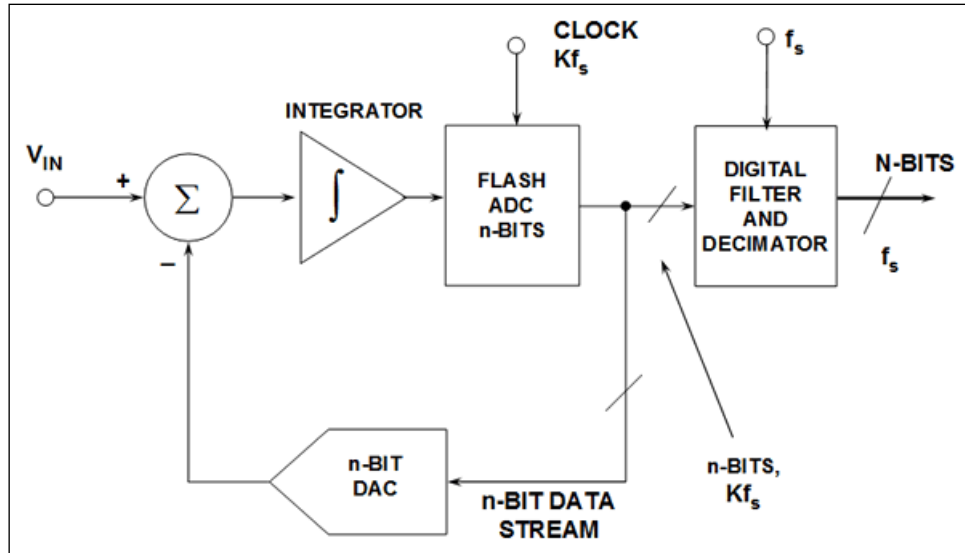 CLOCK
Kfs
fs
INTEGRATOR
VIN
+
Σ
−
∫
FLASH
ADC
n-BITS
DIGITAL
FILTER
AND
DECIMATOR
N-BITS
fs
n-BIT
DAC
n-BIT DATA
STREAM
n-BITS,
Kfs